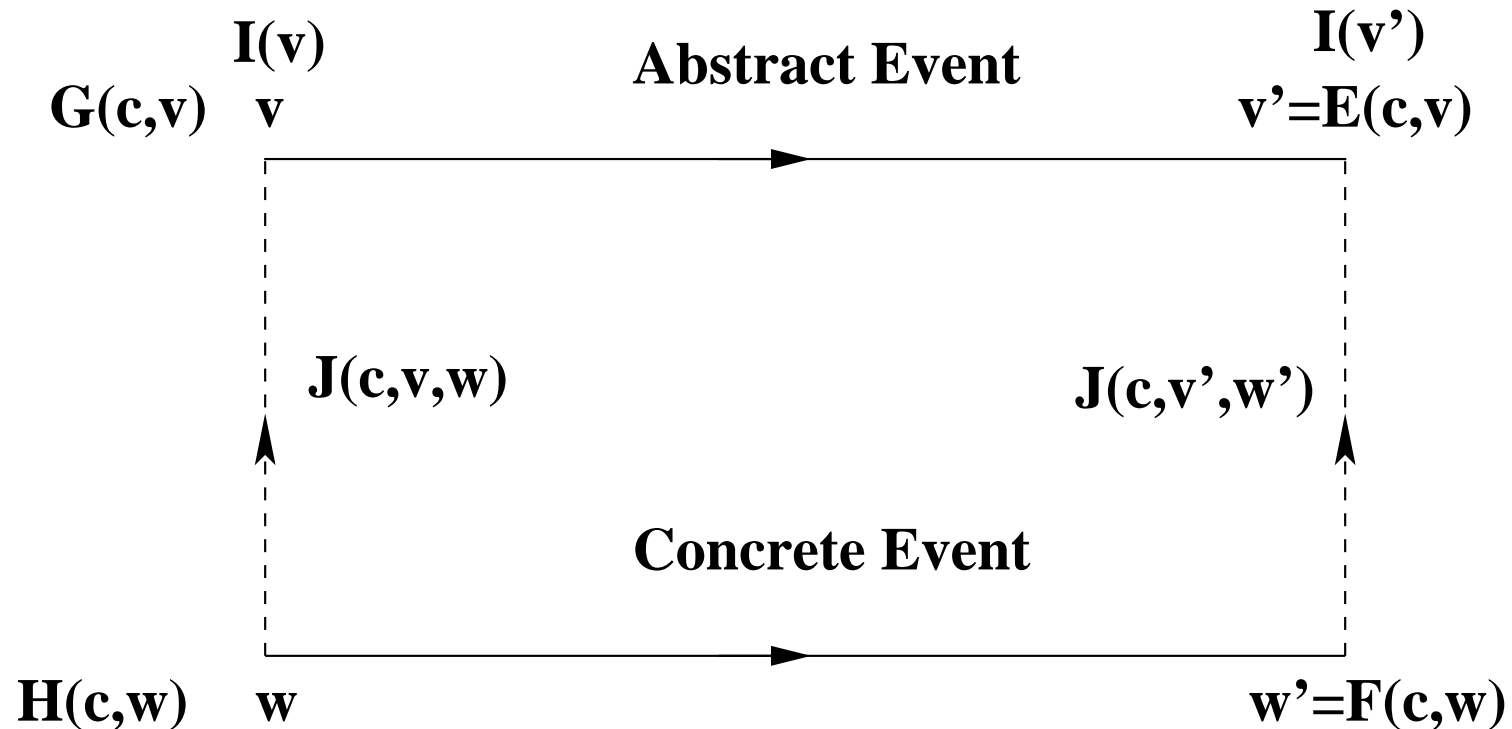 I(v)
I(v’)
Abstract Event
G(c,v) v
v’=E(c,v)
J(c,v,w)
J(c,v’,w’)
Concrete Event
H(c,w) w
w’=F(c,w)